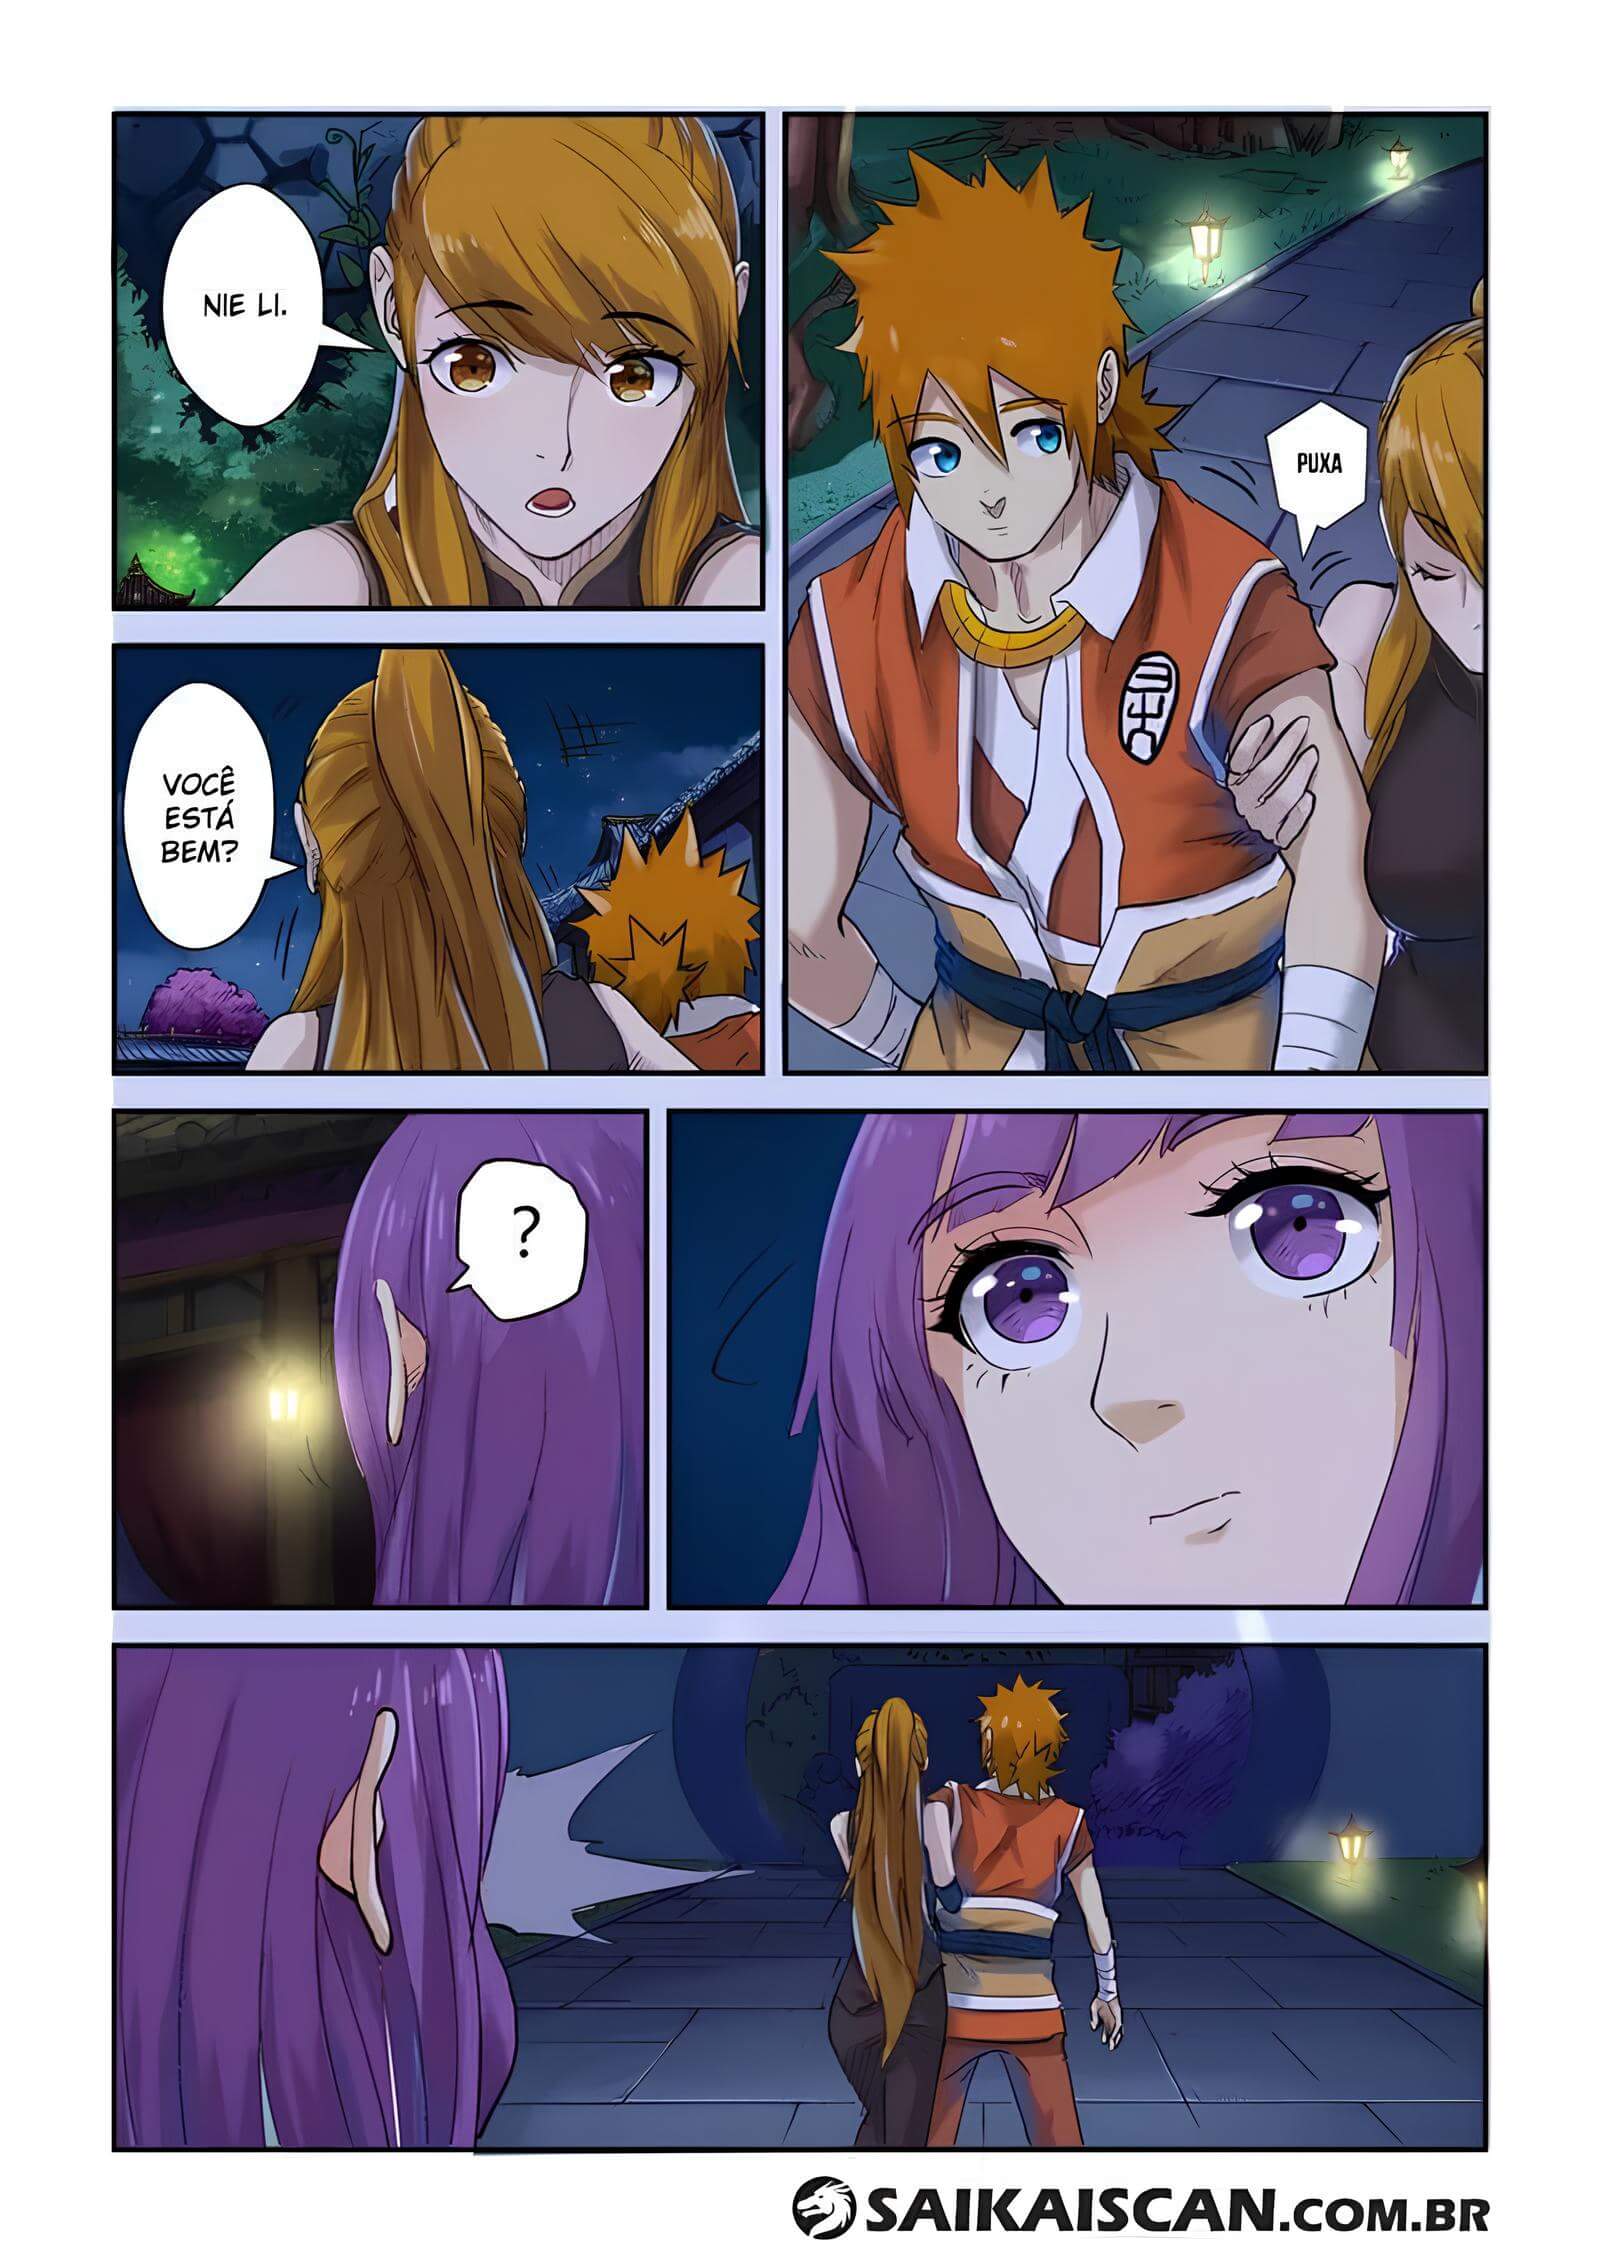 NIE LI.
PUXA
VOCÊ
ESTÁ
BEM?
?
SAIKAISCAN.COM.BR